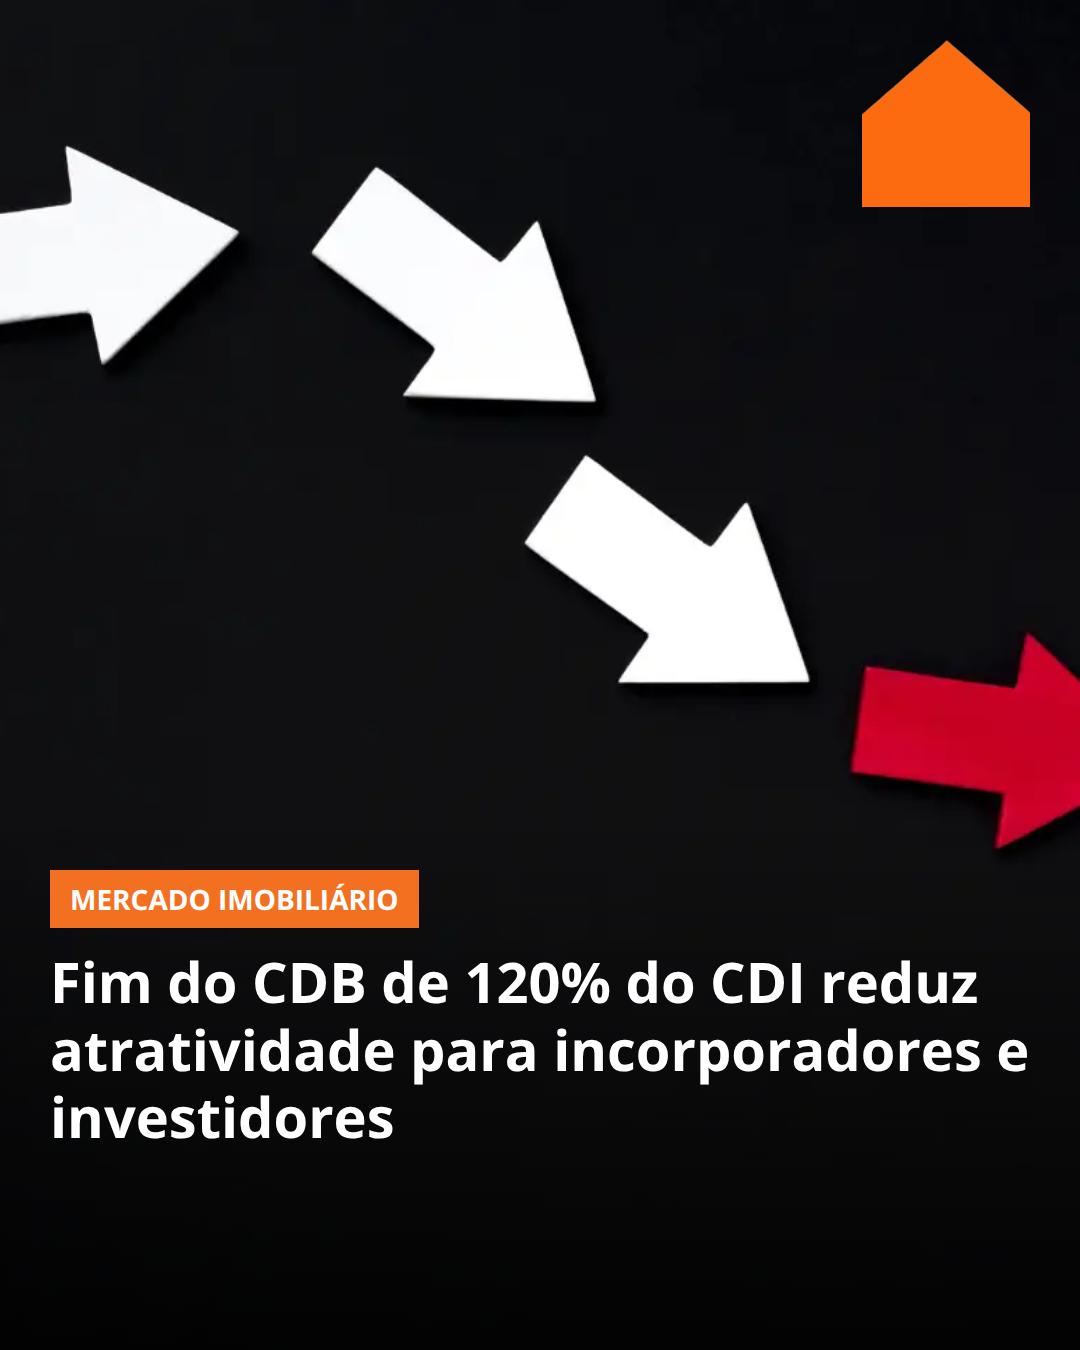 MERCADO IMOBILIÁRIO
Fim do CDB de 120% do CDI reduz
atratividade para incorporadores e
investidores